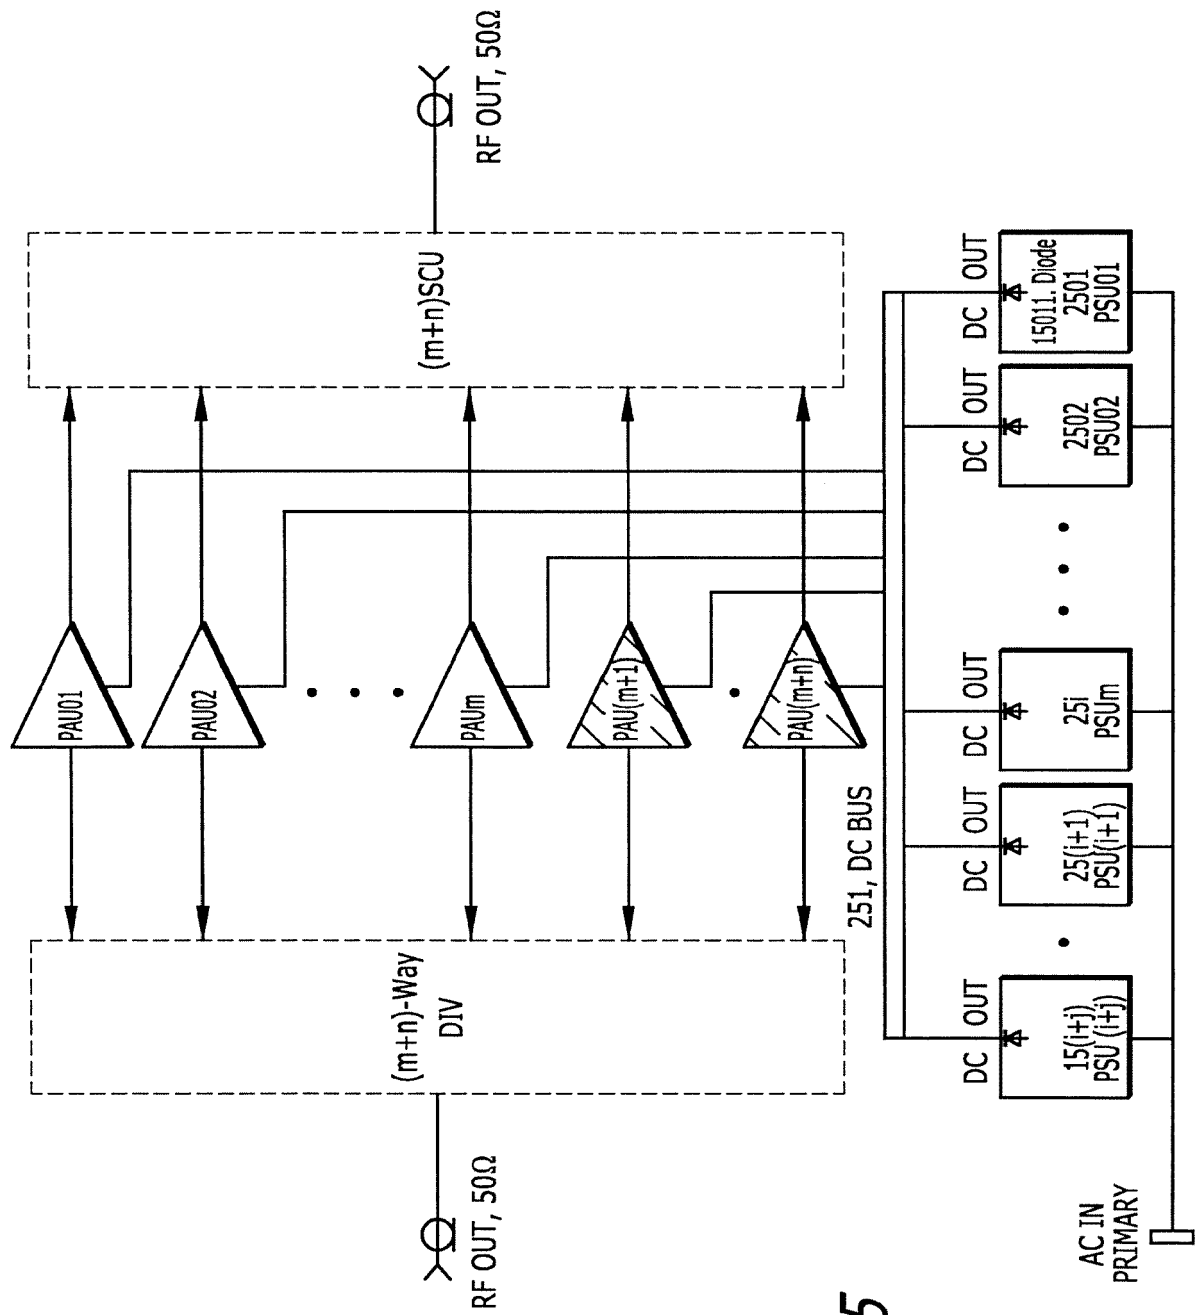 RF OUT, 50Ω
(m+n)-Way
DIV
PAU01
PAU02
PAUm
PAU(m+1)
PAU(m+n)
(m+n)SCU
RF OUT, 50Ω
251, DC BUS
DC OUT
15(i+j)
PSU (i+j)
DC OUT
25(i+1)
PSU(i+1)
DC OUT
25i
PSUm
DC OUT
2502
PSU02
DC OUT
15011. Diode
2501
PSU01
AC IN
PRIMARY
5